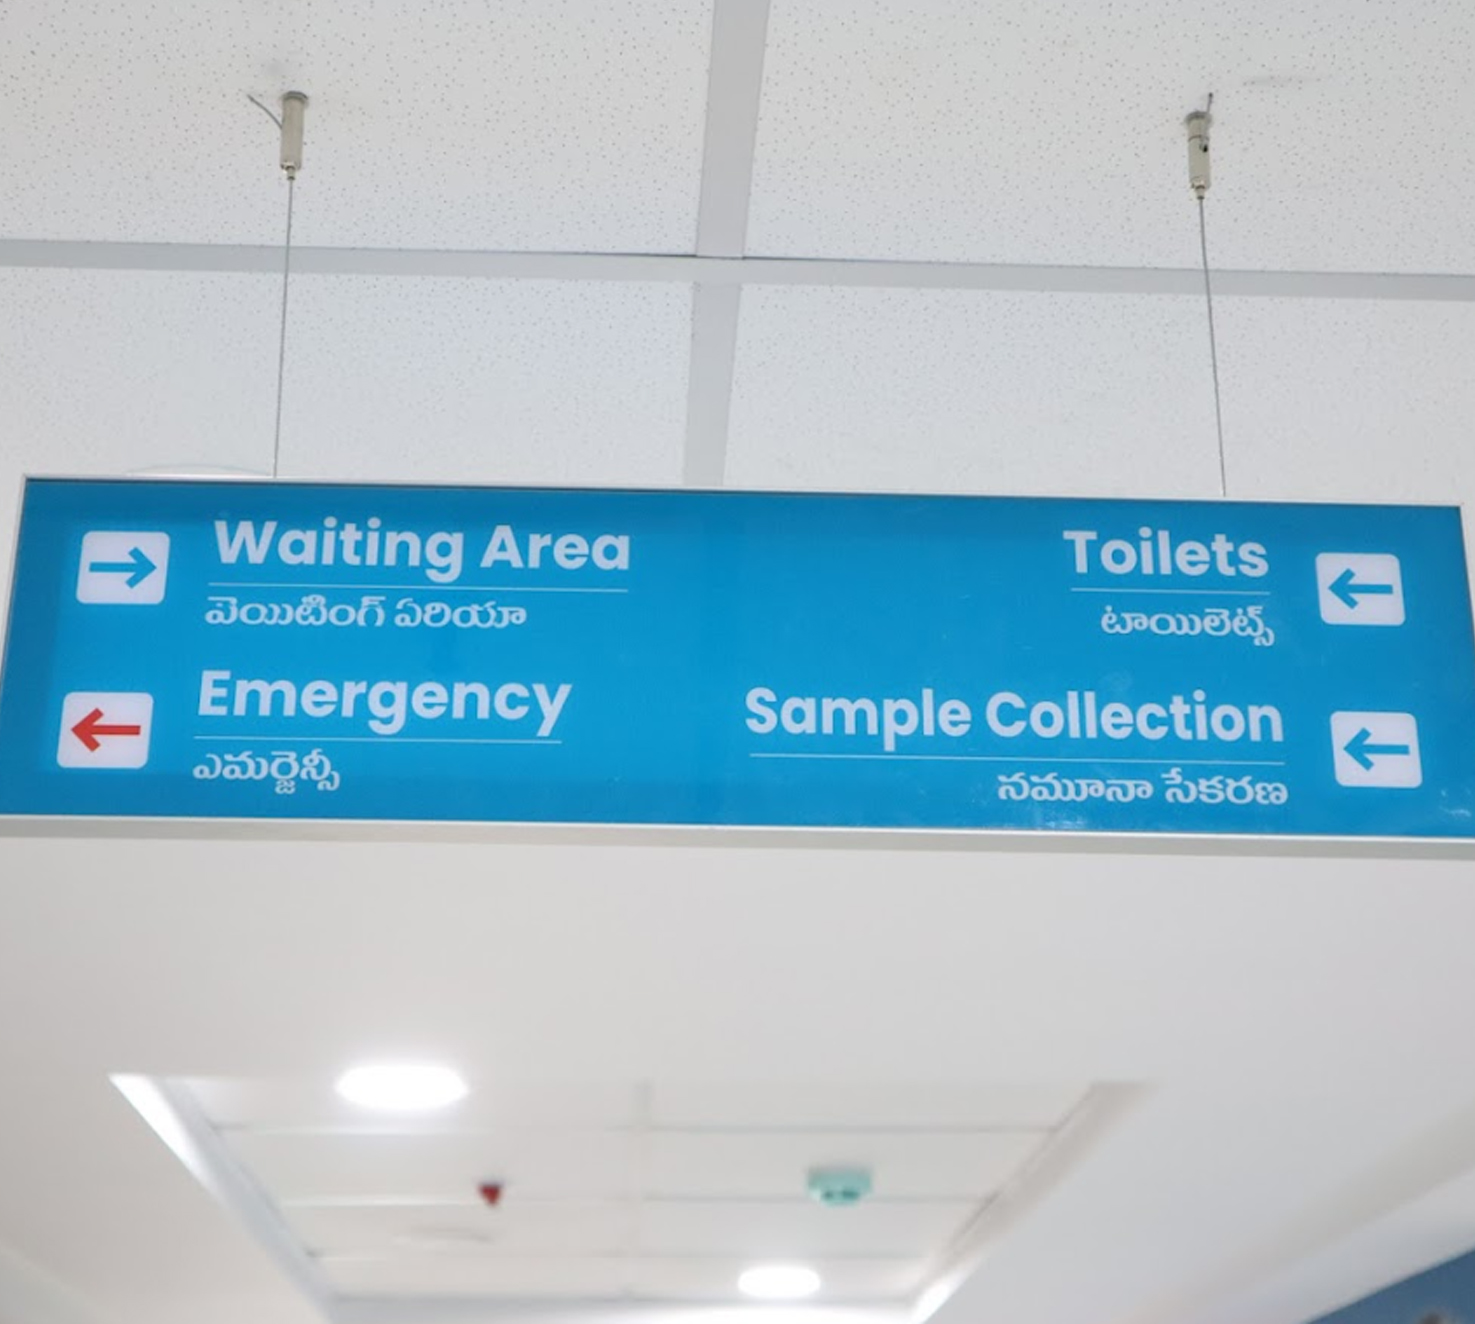 Waiting Area
వెయిటింగ్ ఏరియా
Emergency
ఎమర్జెన్సీ
Toilets
టాయిలెట్స్
Sample Collection
నమూనా సేకరణ